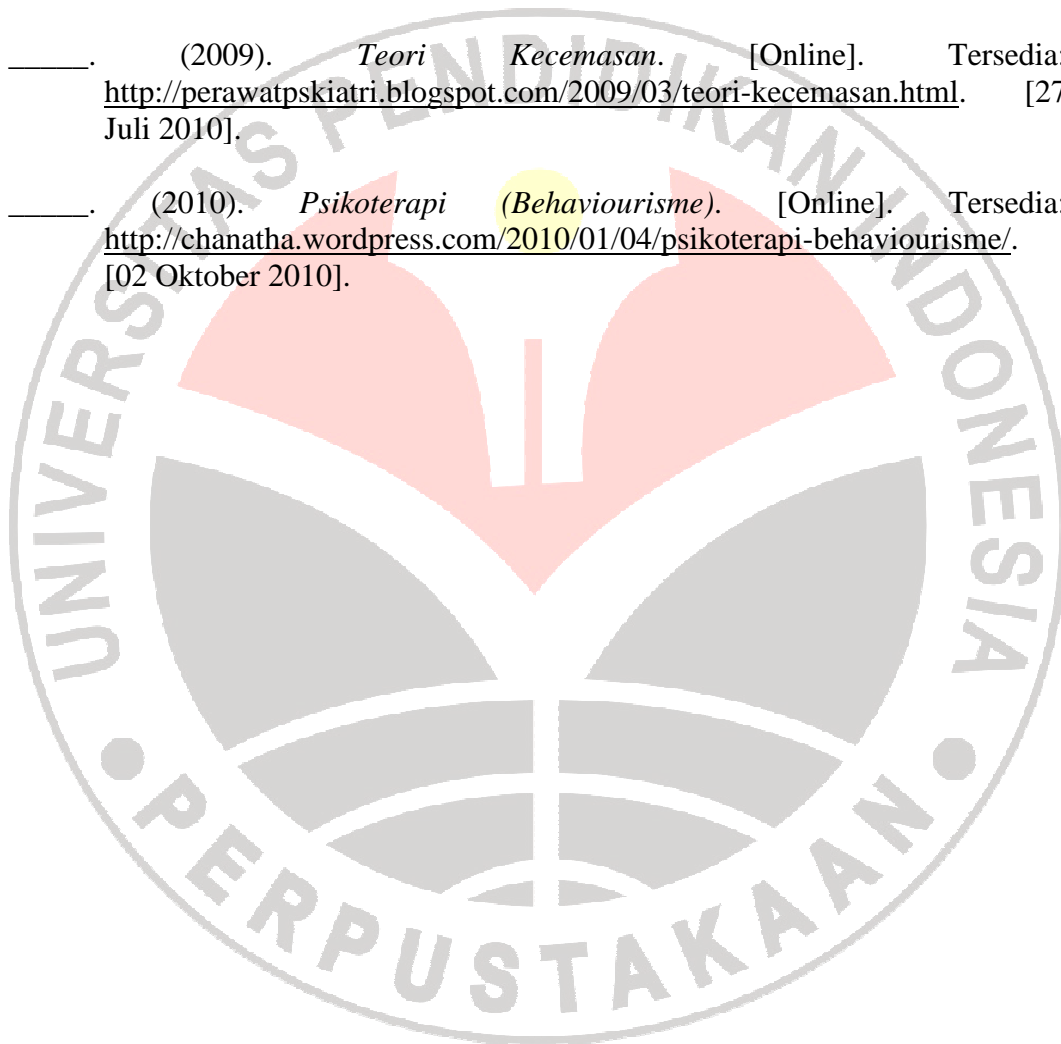 _____. (2009). Teori Kecemasan. [Online]. Tersedia:
http://perawatpskiatri.blogspot.com/2009/03/teori-kecemasan.html. [27
Juli 2010].
_____. (2010). Psikoterapi (Behaviourisme). [Online]. Tersedia:
http://chanatha.wordpress.com/2010/01/04/psikoterapi-behaviourisme/.
[02 Oktober 2010].
UNIVERSITAS PENDIDIKAN INDONESIA
PERPUSTAKAAN